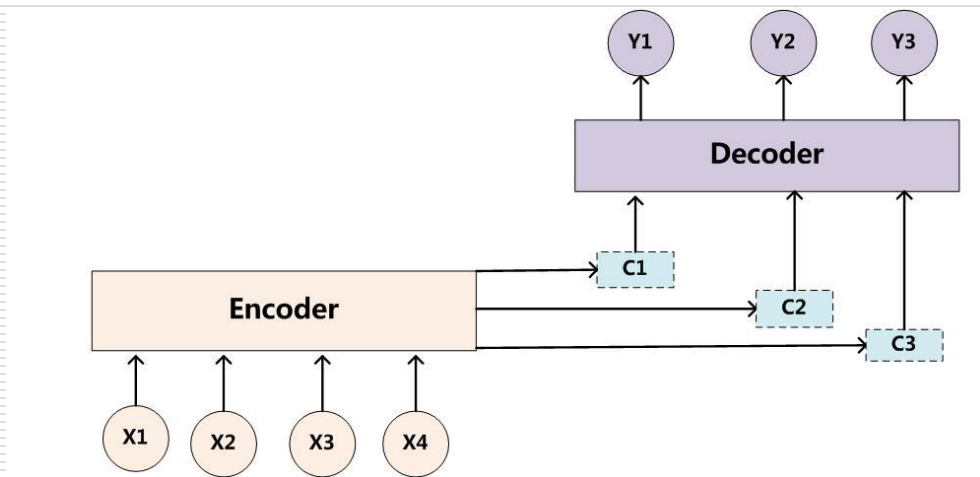 Y1 Y2 Y3
Decoder
C1
Encoder
C2
C3
X1 X2 X3 X4